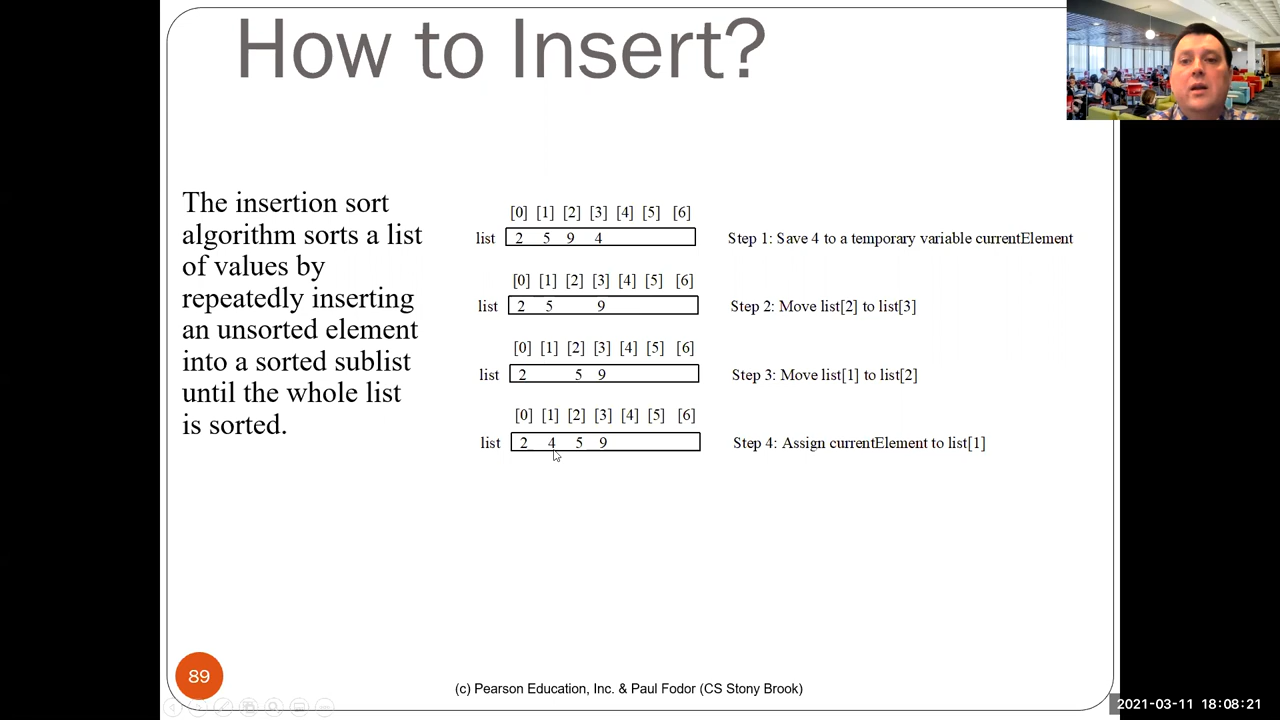 How to Insert?
The insertion sort
algorithm sorts a list
of values by
repeatedly inserting
an unsorted element
into a sorted sublist
until the whole list
is sorted.
[0] [1] [2] [3] [4] [5] [6]
list 2 5 9 4 Step 1: Save 4 to a temporary variable currentElement
[0] [1] [2] [3] [4] [5] [6]
list 2 5 9 Step 2: Move list[2] to list[3]
[0] [1] [2] [3] [4] [5] [6]
list 2 5 9 Step 3: Move list[1] to list[2]
[0] [1] [2] [3] [4] [5] [6]
list 2 4 5 9 Step 4: Assign currentElement to list[1]
89
(c) Pearson Education, Inc. & Paul Fodor (CS Stony Brook)
2021-03-11 18:08:21